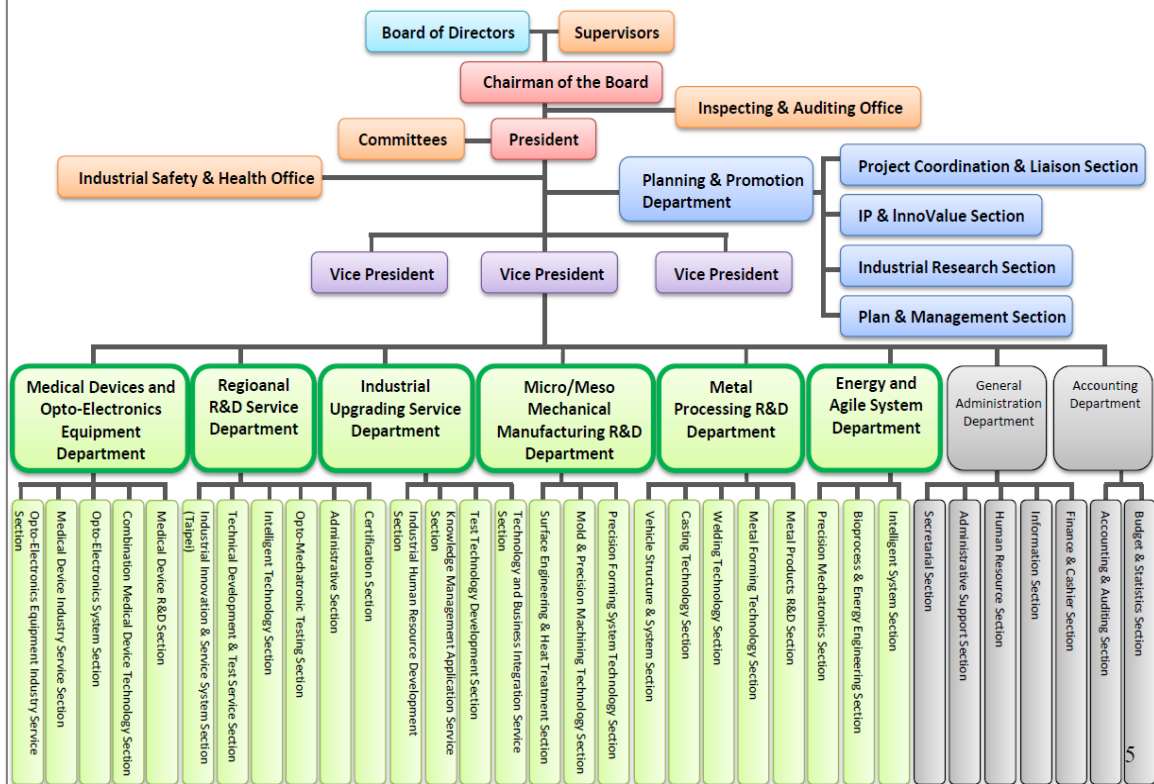 Board of Directors
Supervisors
Chairman of the Board
Inspecting & Auditing Office
Committees
President
Industrial Safety & Health Office
Planning & Promotion
Department
Project Coordination & Liaison Section
IP & InnoValue Section
Industrial Research Section
Plan & Management Section
Vice President
Vice President
Vice President
Medical Devices and
Opto-Electronics
Equipment
Department
Regioanal
R&D Service
Department
Industrial
Upgrading Service
Department
Micro/Meso
Mechanical
Manufacturing R&D
Department
Metal
Processing R&D
Department
Energy and
Agile System
Department
General
Administration
Department
Accounting
Department
Opto-Electronics Equipment Industry Service
Section
Medical Device Industry Service Section
Opto-Electronics System Section
Combination Medical Device Technology Section
Medical Device R&D Section
Industrial Innovation & Service System Section
(Taipei)
Technical Development & Test Service Section
Intelligent Technology Section
Opto-Mechatronic Testing Section
Administrative Section
Certification Section
Industrial Human Resource Development
Section
Knowledge Management Application Service
Section
Test Technology Development Section
Technology and Business Integration Service
Section
Surface Engineering & Heat Treatment Section
Mold & Precision Machining Technology Section
Precision Forming System Technology Section
Vehicle Structure & System Section
Casting Technology Section
Welding Technology Section
Metal Forming Technology Section
Metal Products R&D Section
Precision Mechatronics Section
Bioprocess & Energy Engineering Section
Intelligent System Section
Secretarial Section
Administrative Support Section
Human Resource Section
Information Section
Finance & Cashier Section
Accounting & Auditing Section
Budget & Statistics Section
5